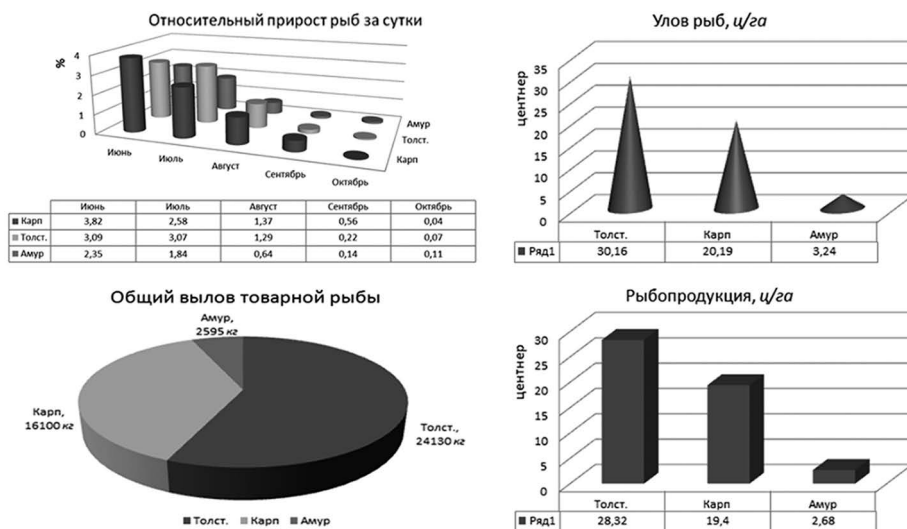 Относительный прирост рыб за сутки
%
4
3
2
1
0
Июнь
Июль
Август
Сентябрь
Октябрь
Амур
Толст.
Карп
Июнь Июль Август Сентябрь Октябрь
Карп 3,82 2,58 1,37 0,56 0,04
Толст. 3,09 3,07 1,29 0,22 0,07
Амур 2,35 1,84 0,64 0,14 0,11
Улов рыб, ц/га
центнер
35
30
25
20
15
10
5
0
Толст. Карп Амур
Ряд1 30,16 20,19 3,24
Общий вылов товарной рыбы
Амур,
2595 кг
Карп,
16100 кг
Толст.,
24130 кг
Толст. Карп Амур
Рыбопродукция, ц/га
центнер
30
25
20
15
10
5
0
Толст. Карп Амур
Ряд1 28,32 19,4 2,68